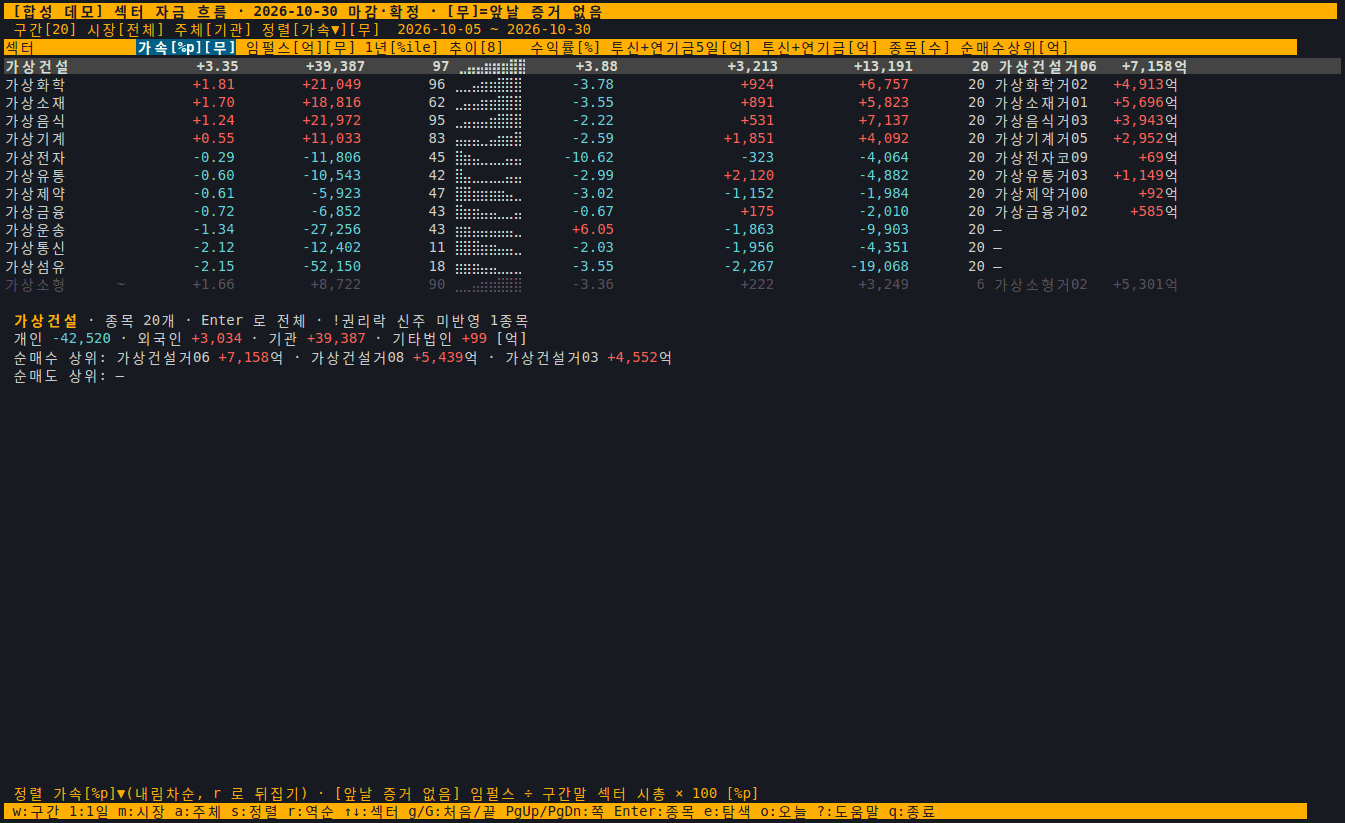 [합성 데모] 섹터 자금 흐름 · 2026-10-30 마감·확정 · [무]=앞날 증거 없음
구간[20] 시장[전체] 주체[기관] 정렬[가속▼][무] 2026-10-05 ~ 2026-10-30
섹터 가속[%p][무] 임펄스[억][무] 1년[%ile] 추이[8] 수익률[%] 투신+연기금5일[억] 투신+연기금[억] 종목[수] 순매수상위[억]
가상건설 +3.35 +39,387 97 +3.88 +3,213 +13,191 20 가상건설거06 +7,158억
가상화학 +1.81 +21,049 96 -3.78 +924 +6,757 20 가상화학거02 +4,913억
가상소재 +1.70 +18,816 62 -3.55 +891 +5,823 20 가상소재거01 +5,696억
가상음식 +1.24 +21,972 95 -2.22 +531 +7,137 20 가상음식거03 +3,943억
가상기계 +0.55 +11,033 83 -2.59 +1,851 +4,092 20 가상기계거05 +2,952억
가상전자 -0.29 -11,806 45 -10.62 -323 -4,064 20 가상전자코09 +69억
가상유통 -0.60 -10,543 42 -2.99 +2,120 -4,882 20 가상유통거03 +1,149억
가상제약 -0.61 -5,923 47 -3.02 -1,152 -1,984 20 가상제약거00 +92억
가상금융 -0.72 -6,852 43 -0.67 +175 -2,010 20 가상금융거02 +585억
가상운송 -1.34 -27,256 43 +6.05 -1,863 -9,903 20 —
가상통신 -2.12 -12,402 11 -2.03 -1,956 -4,351 20 —
가상섬유 -2.15 -52,150 18 -3.55 -2,267 -19,068 20 —
가상소형 ~ +1.66 +8,722 90 -3.36 +222 +3,249 6 가상소형거02 +5,301억
가상건설 · 종목 20개 · Enter 로 전체 · !권리락 신주 미반영 1종목
개인 -42,520 · 외국인 +3,034 · 기관 +39,387 · 기타법인 +99 [억]
순매수 상위: 가상건설거06 +7,158억 · 가상건설거08 +5,439억 · 가상건설거03 +4,552억
순매도 상위: —
정렬 가속[%p]▼(내림차순, r 로 뒤집기) · [앞날 증거 없음] 임펄스 ÷ 구간말 섹터 시총 × 100 [%p]
w:구간 1:1일 m:시장 a:주체 s:정렬 r:역순 ↑↓:섹터 g/G:처음/끝 PgUp/PgDn:쪽 Enter:종목 e:탐색 o:오늘 ?:도움말 q:종료